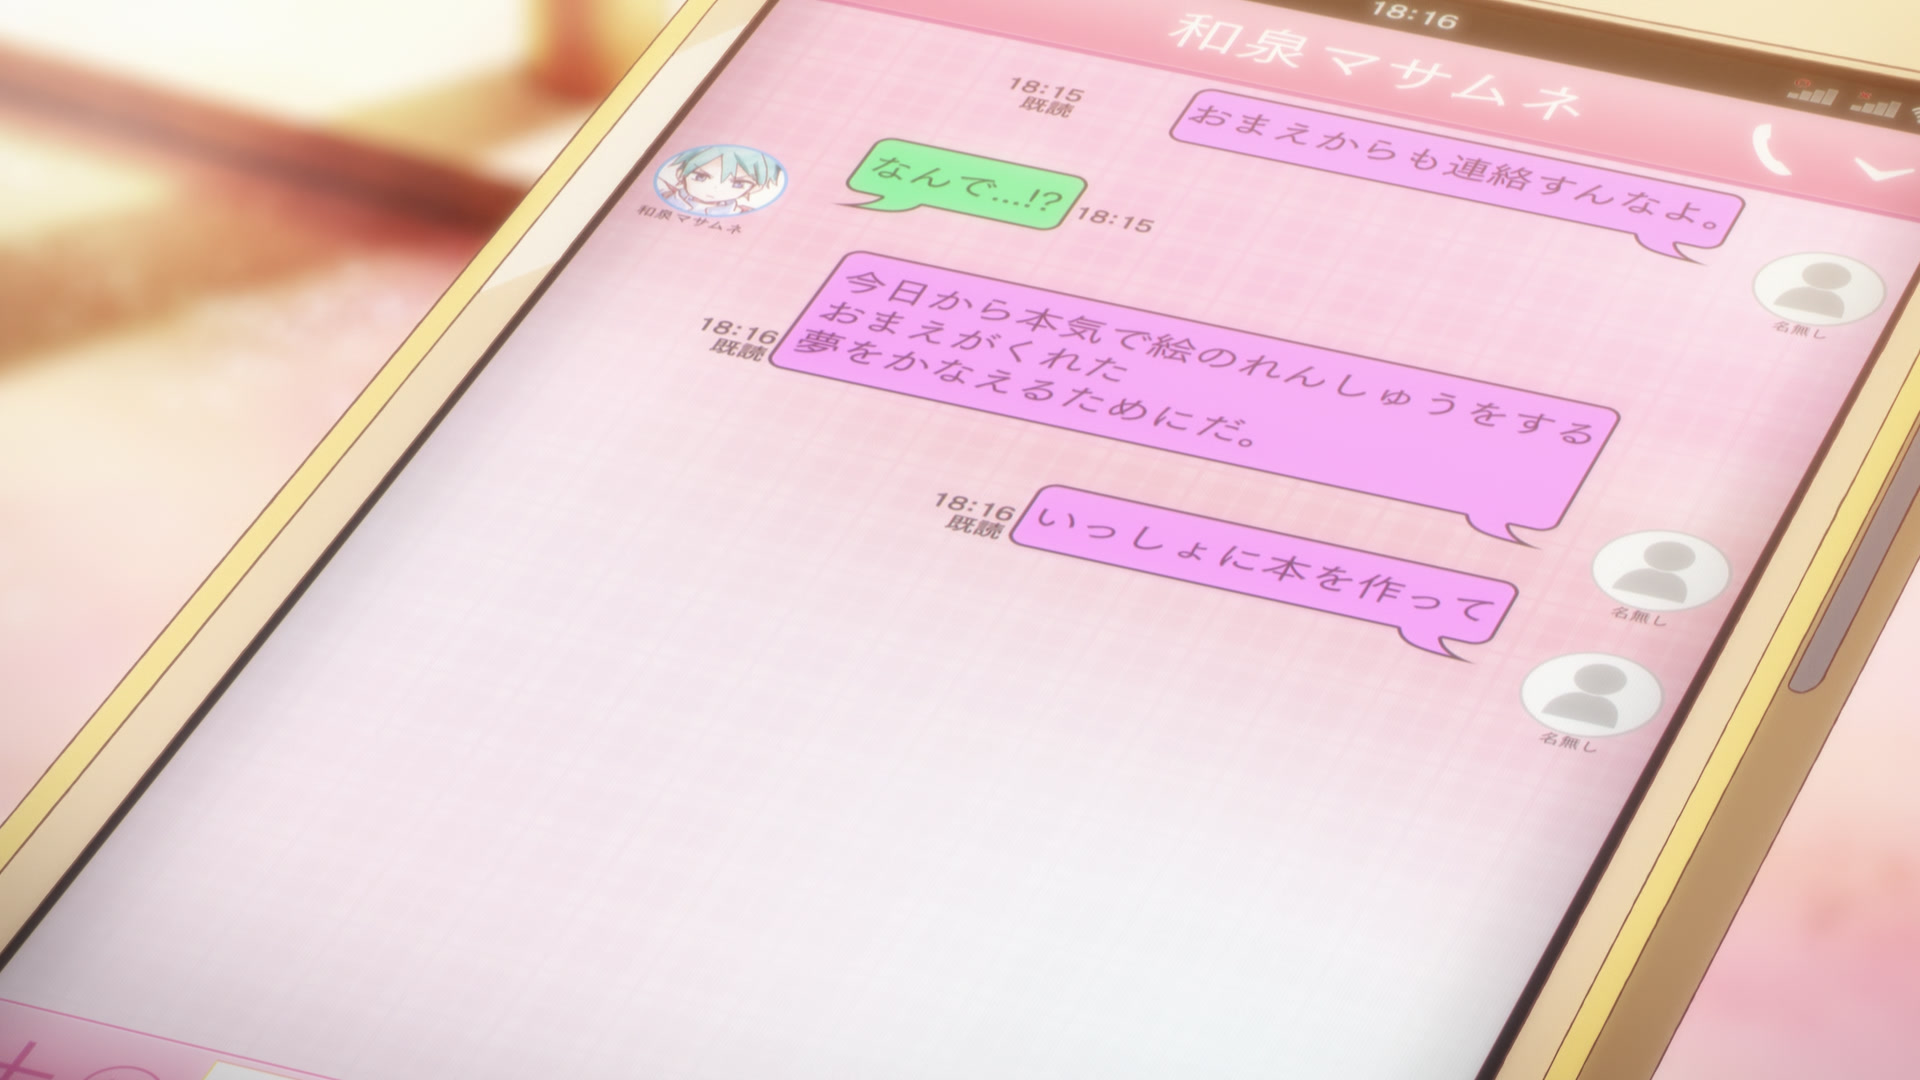 18:16
和泉マサムネ
18:15
既読
おまえからも連絡すんなよ。
名無し
なんで…!?
18:15
和泉マサムネ
今日から本気で絵のれんしゅうをする
おまえがくれた
夢をかなえるためにだ。
18:16
既読
名無し
18:16
既読
いっしょに本を作って
名無し